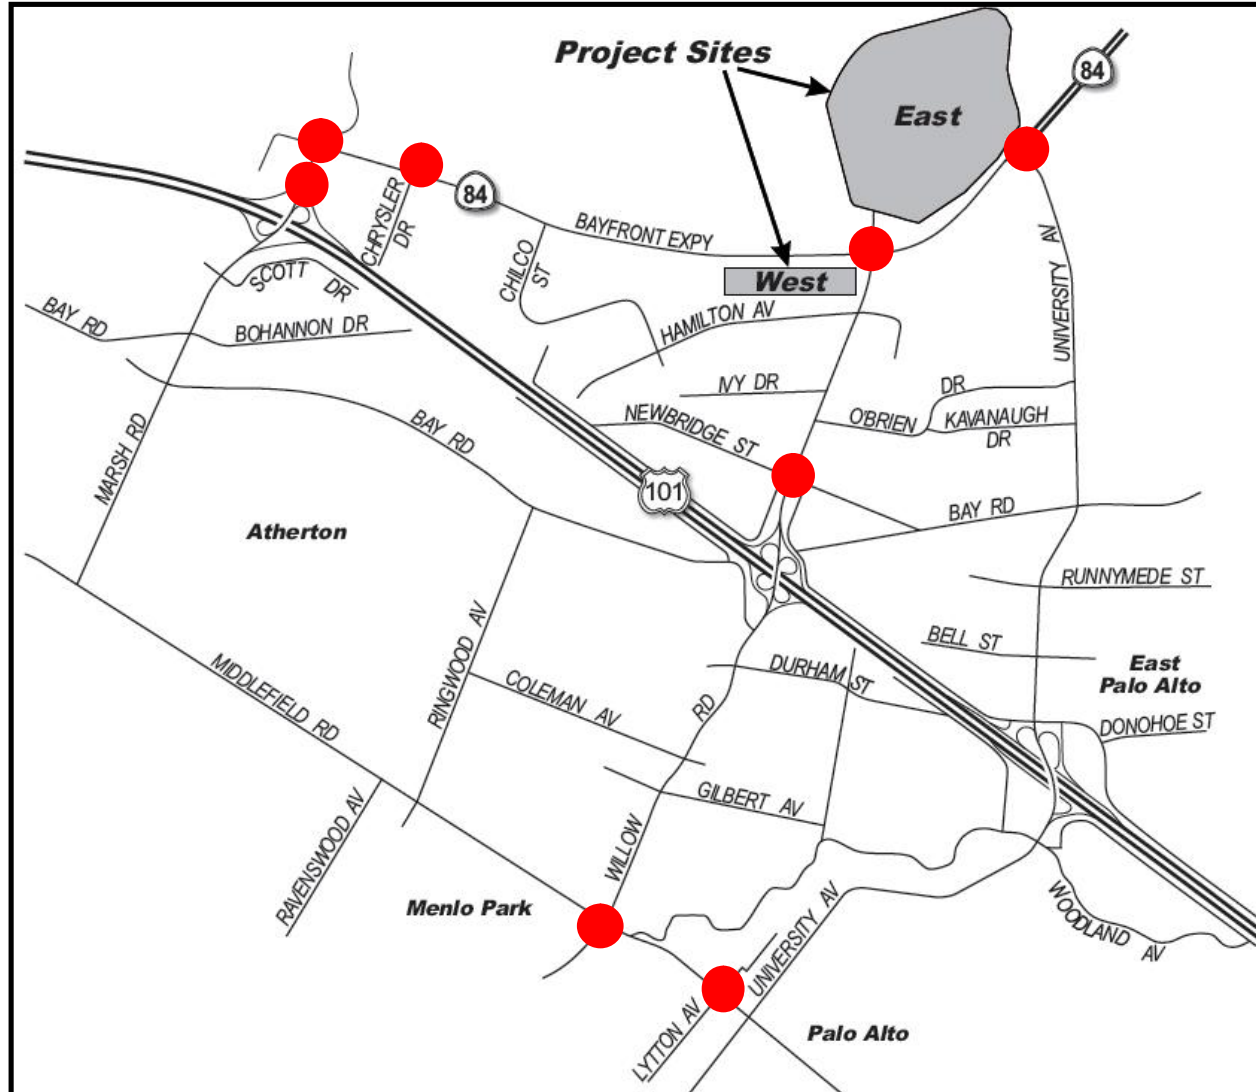 Project Sites
East
84
84
CHRYSLER
DR
BAYFRONT EXPY
West
CHILCO
ST
UNIVERSITY AV
SCOTT DR
BAY RD
BOHANNON DR
HAMILTON AV
IVY DR
DR
NEWBRIDGE ST
O'BRIEN
KAVANAUGH
DR
MARSH RD
BAY RD
101
BAY RD
Atherton
RUNNYMEDE ST
BELL ST
East
Palo Alto
RINGWOOD AV
MIDDLEFIELD RD
COLEMAN AV
DURHAM ST
RD
DONOHOE ST
GILBERT AV
WILLOW
RAVENSWOOD AV
Menlo Park
UNIVERSITY AV
WOODLAND AV
LYTTON AV
Palo Alto